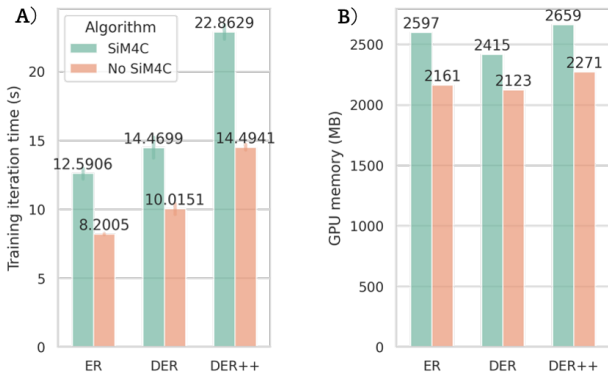 A)
Training iteration time (s)
20
15
10
5
0
Algorithm
SiM4C
No SiM4C
12.5906
8.2005
14.4699
10.0151
22.8629
14.4941
ER
DER
DER++
B)
GPU memory (MB)
2500
2000
1500
1000
500
0
2597
2161
2415
2123
2659
2271
ER
DER
DER++